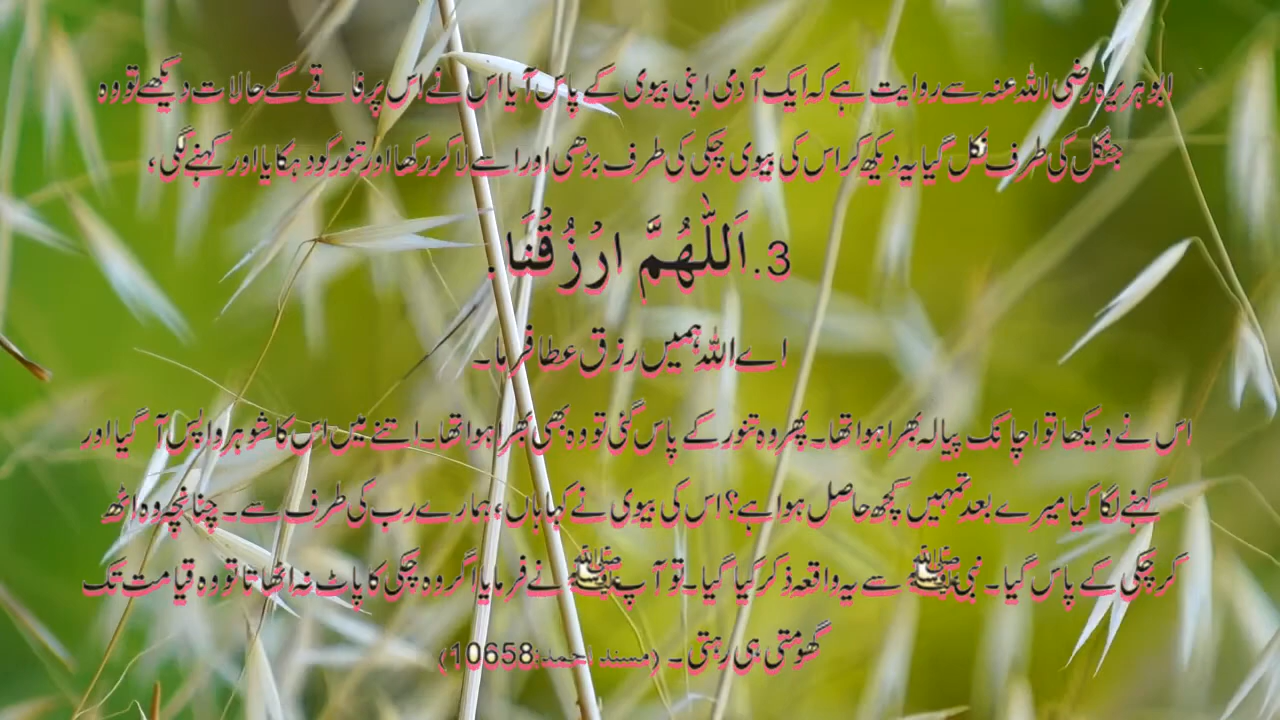 ابو ہریرہ رضی اللہ عنہ سے روایت ہے کہ ایک آدمی اپنی بیوی کے پاس آیا اس نے اس پر فاقے کے حالات دیکھے تو وہ
جنگل کی طرف نکل گیا یہ دیکھ کر اس کی بیوی چکی کی طرف بڑھی اور اسے لا کر رکھا اور تنور کو دہکایا اور کہنے لگی،
3. اَللّٰهُمَّ ارْزُقْنَا.
اے اللہ ہمیں رزق عطا فرما۔
اس نے دیکھا تو اچانک پیالہ بھرا ہوا تھا۔ پھر وہ تنور کے پاس گئی تو وہ بھی بھرا ہوا تھا۔ اتنے میں اس کا شوہر واپس آ گیا اور
کہنے لگا کیا میرے بعد تمہیں کچھ حاصل ہوا ہے؟ اس کی بیوی نے کہا ہاں، ہمارے رب کی طرف سے۔ چنانچہ وہ اٹھ
کر چکی کے پاس گیا۔ نبی ﷺ سے یہ واقعہ ذکر کیا گیا۔ تو آپ ﷺ نے فرمایا اگر وہ چکی کا پاٹ نہ اٹھاتا تو وہ قیامت تک
گھومتی ہی رہتی۔ (مسند احمد: 10658)